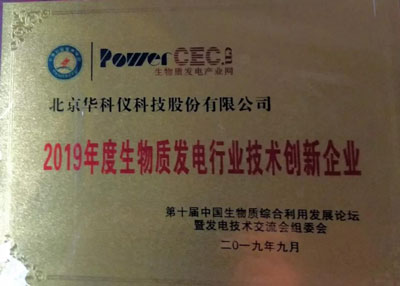 PowerCEC.
生物质发电产业网
北京华科仪科技股份有限公司
2019年度生物质发电行业技术创新企业
第十届中国生物质综合利用发展论坛
暨发电技术交流会组委会
二〇一九年九月